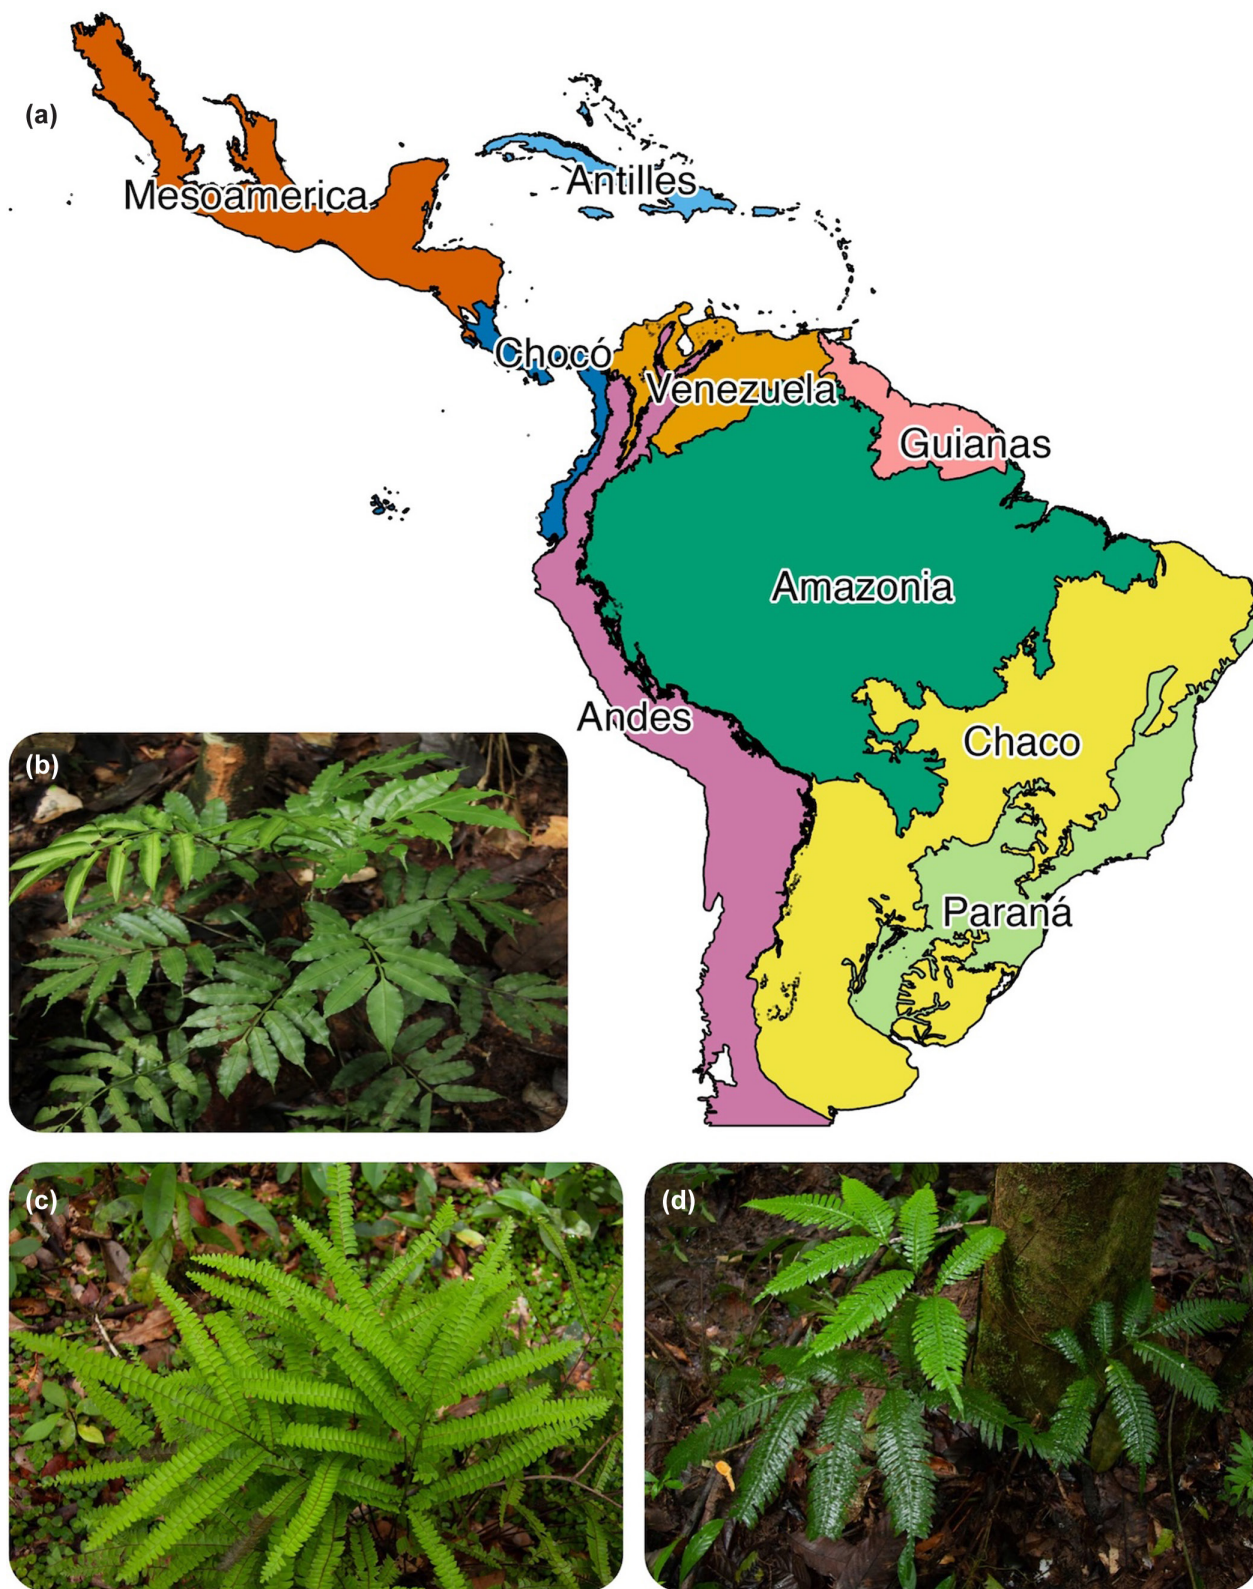 (a)
Mesoamerica
Antilles
Chocó
Venezuela
Guianas
Amazonia
Andes
Chaco
Paraná
(b)
(c)
(d)